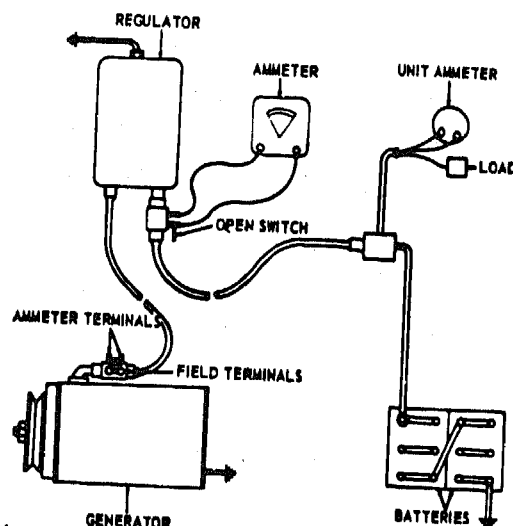 REGULATOR
AMMETER
UNIT AMMETER
LOAD
OPEN SWITCH
AMMETER TERMINALS
FIELD TERMINALS
GENERATOR
BATTERIES